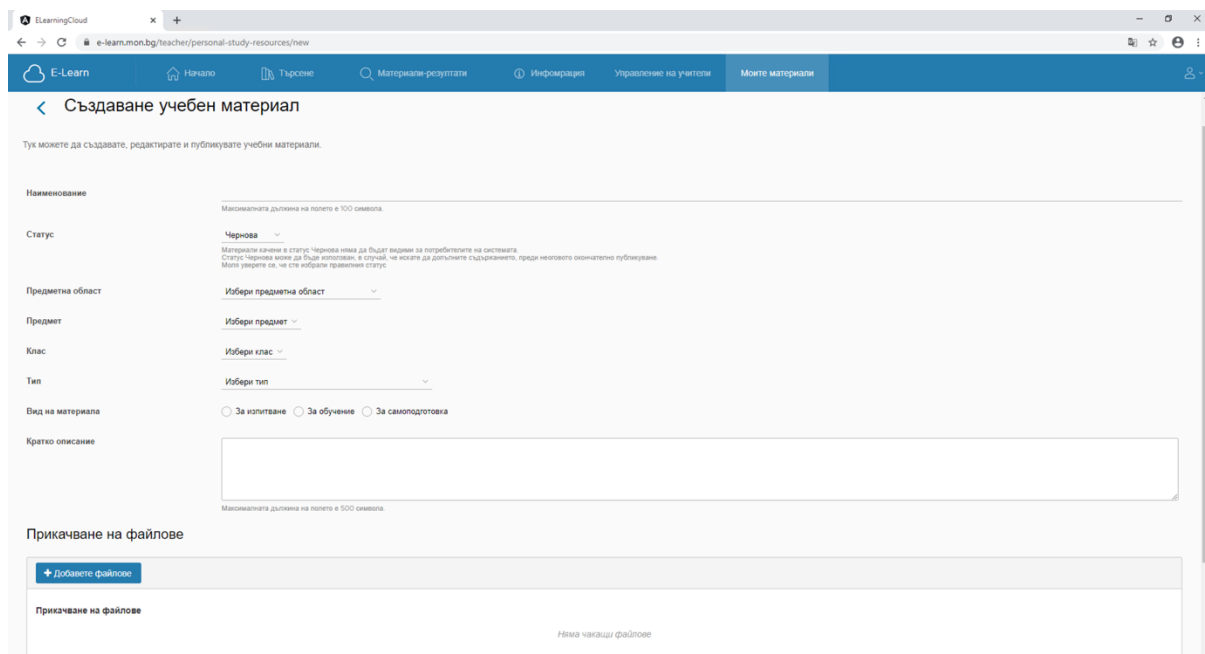 ELearningCloud
e-learn.mon.bg/teacher/personal-study-resources/new
E-Learn Начало Търсене Материали-резултати Инфомрация Управление на учители Моите материали
Създаване учебен материал
Тук можете да създавате, редактирате и публикувате учебни материали.
Наименование
Максималната дължина на полето е 100 символа.
Статус Чернова
Материали качени в статус Чернова няма да бъдат видими за потребителите на системата.
Статус Чернова може да бъде използван, в случай, че искате да допълните съдържанието, преди неоговото окончателно публикуване.
Моля уверете се, че сте избрали правилния статус
Предметна област Избери предметна област
Предмет Избери предмет
Клас Избери клас
Тип Избери тип
Вид на материала За изпитване За обучение За самоподготовка
Кратко описание
Максималната дължина на полето е 500 символа.
Прикачване на файлове
+ Добавете файлове
Прикачване на файлове
Няма чакащи файлове